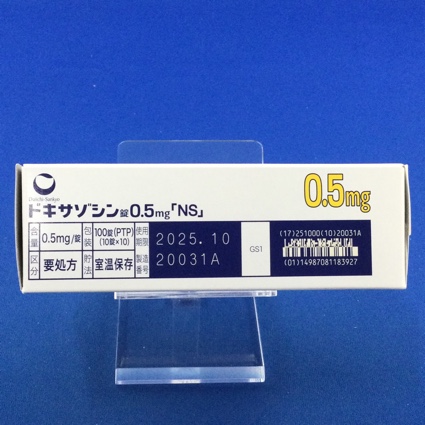 Daiichi-Sankyo
ドキサゾシン錠0.5mg「NS」
0.5mg
含量 0.5mg/錠 包装 100錠(PTP) (10錠×10) 使用期限 2025.10
区分 要処方 貯法 室温保存 製造番号 20031A
GS1
(17)251000(10)20031A
(01)14987081183927